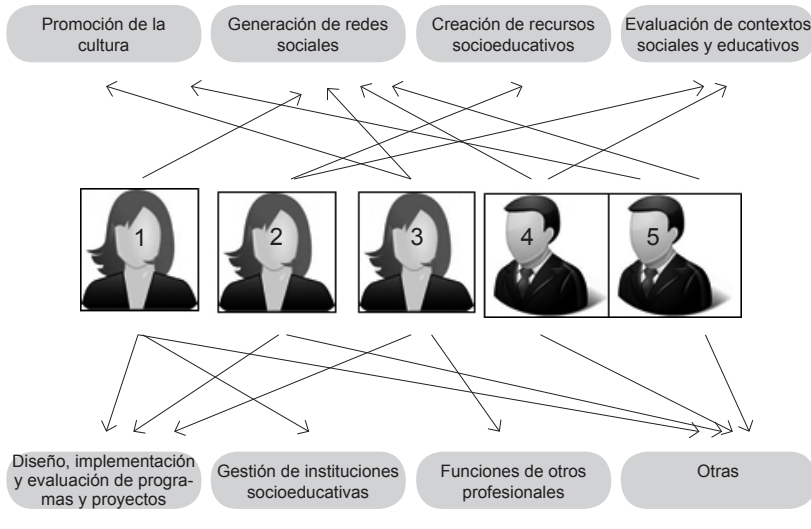 Promoción de la
cultura
Generación de redes
sociales
Creación de recursos
socioeducativos
Evaluación de contextos
sociales y educativos
1
2
3
4
5
Diseño, implementación
y evaluación de progra-
mas y proyectos
Gestión de instituciones
socioeducativas
Funciones de otros
profesionales
Otras